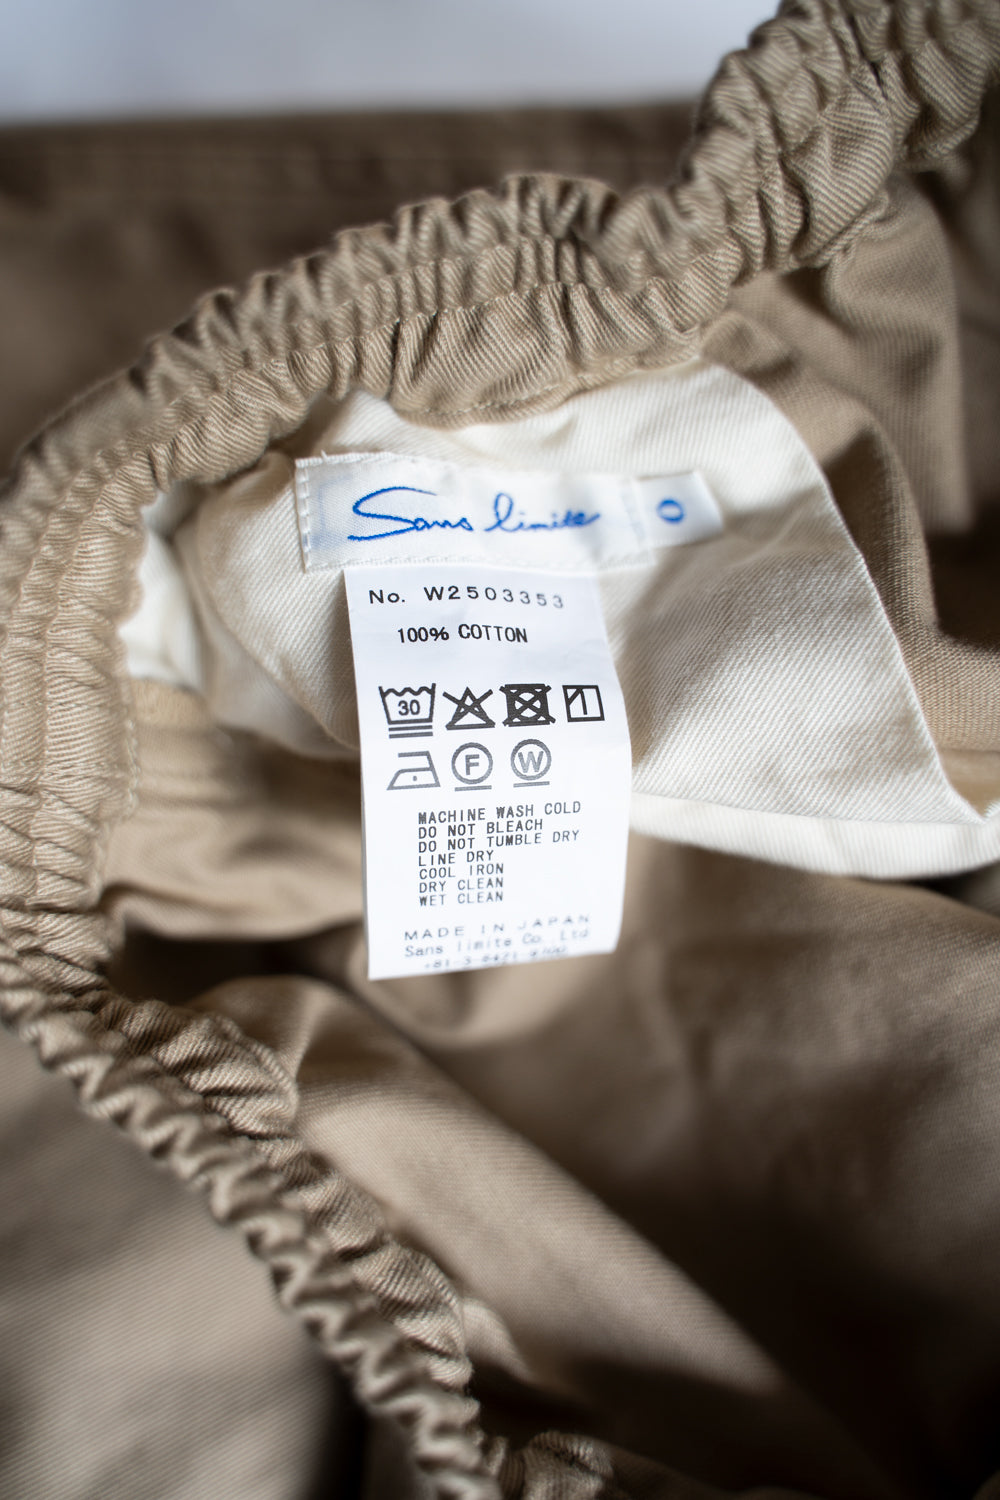 Sans limite
0
No. W2503353
100% COTTON
30
F W
MACHINE WASH COLD
DO NOT BLEACH
DO NOT TUMBLE DRY
LINE DRY
COOL IRON
DRY CLEAN
WET CLEAN
MADE IN JAPAN
Sans limite Co. Ltd